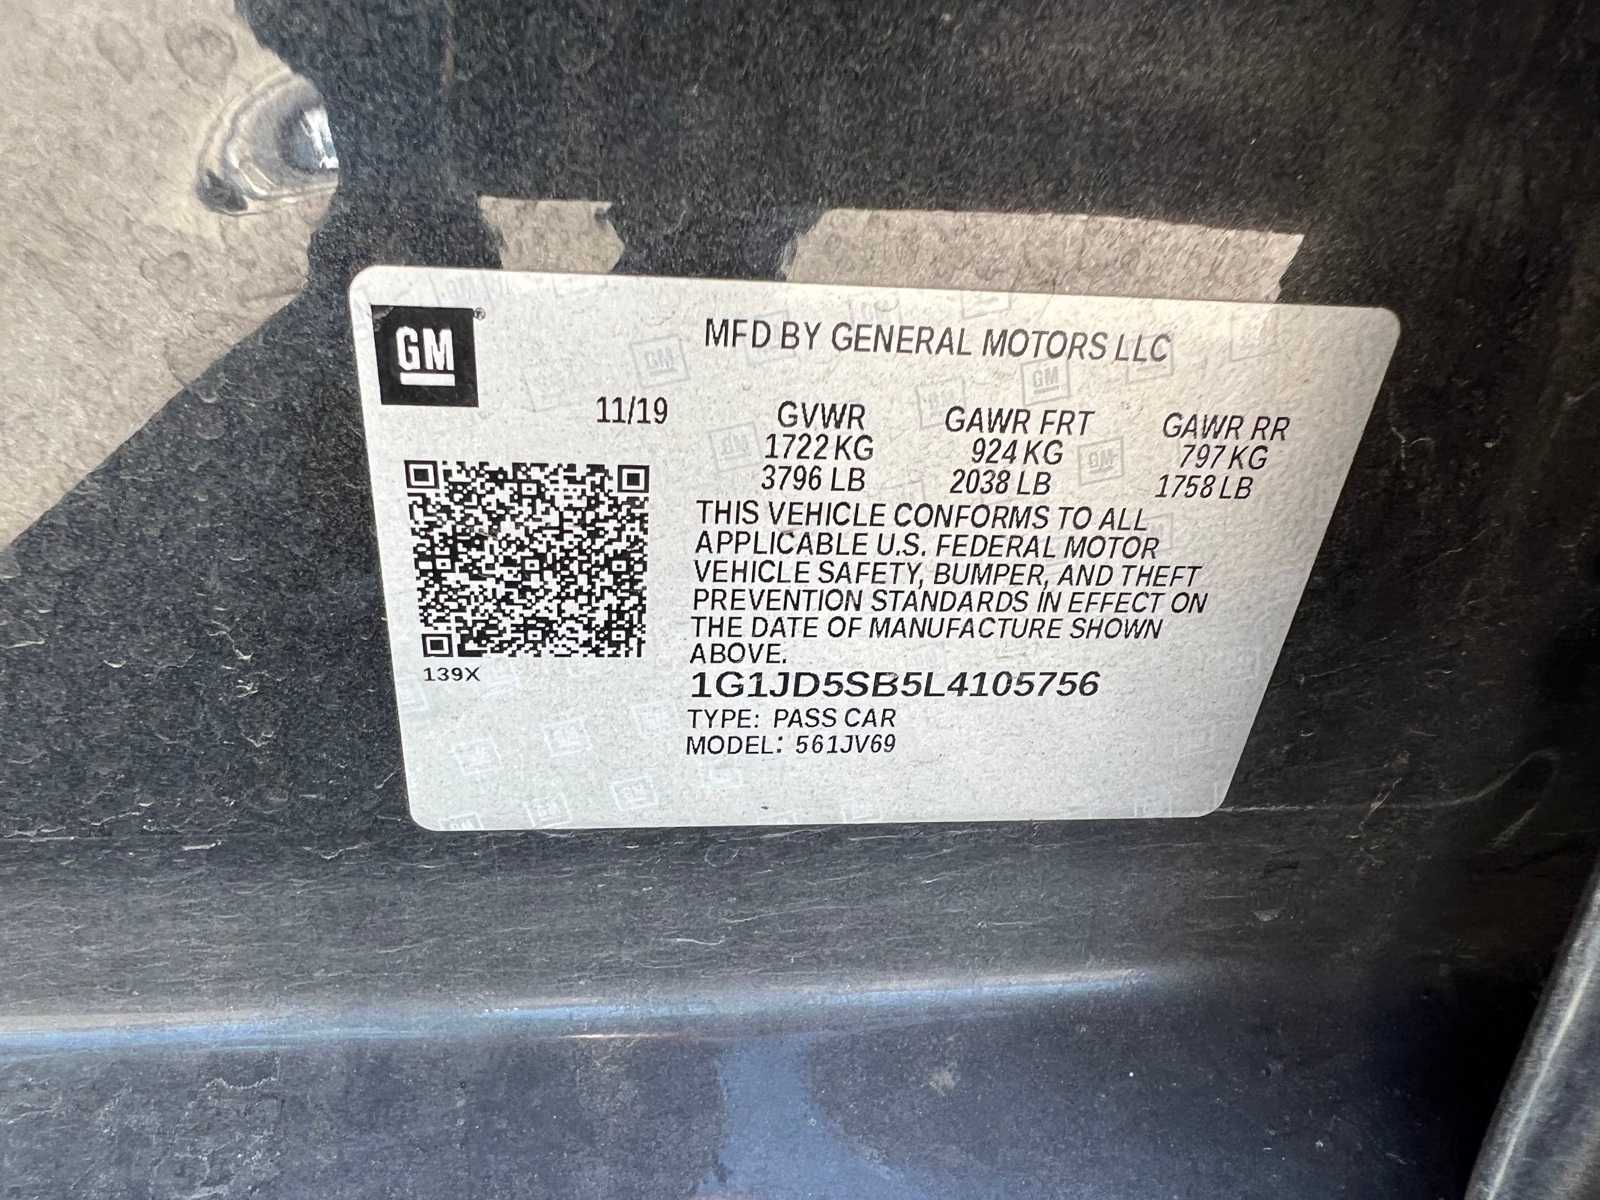 GM
MFD BY GENERAL MOTORS LLC
11/19
GVWR GAWR FRT GAWR RR
1722 KG 924 KG 797 KG
3796 LB 2038 LB 1758 LB
THIS VEHICLE CONFORMS TO ALL
APPLICABLE U.S. FEDERAL MOTOR
VEHICLE SAFETY, BUMPER, AND THEFT
PREVENTION STANDARDS IN EFFECT ON
THE DATE OF MANUFACTURE SHOWN
ABOVE.
139X
1G1JD5SB5L4105756
TYPE: PASS CAR
MODEL: 561JV69